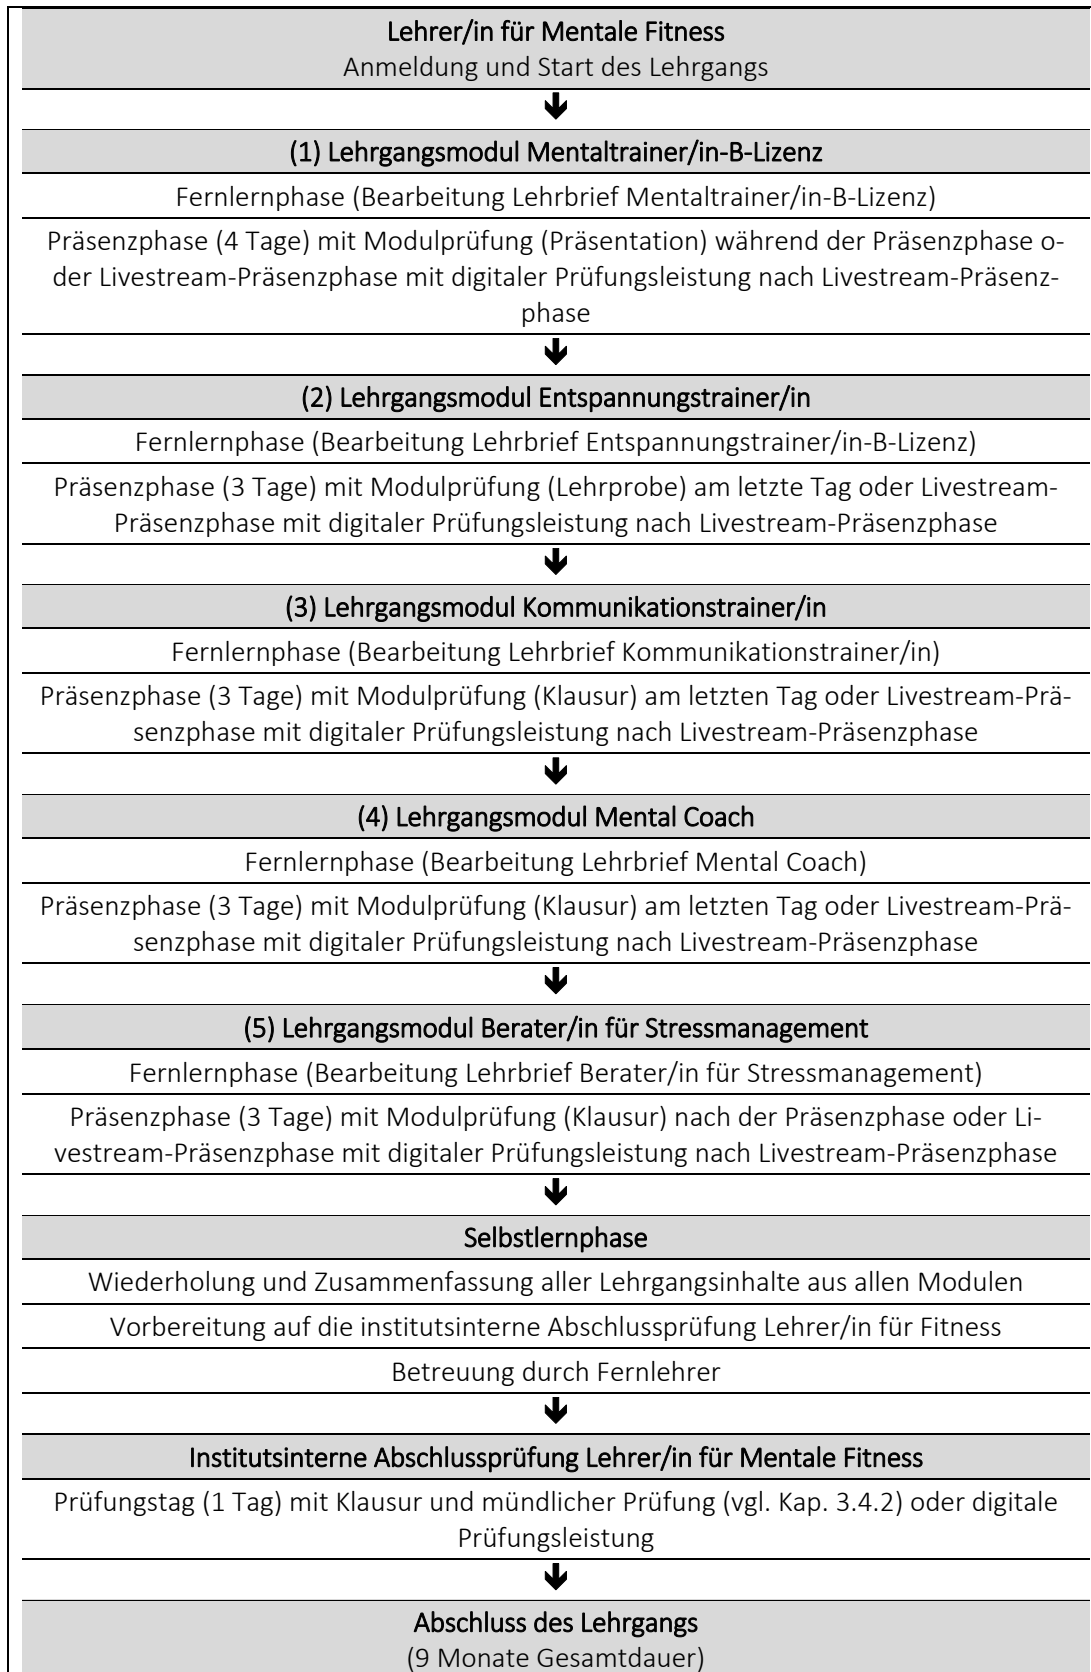 Lehrer/in für Mentale Fitness
Anmeldung und Start des Lehrgangs
🡻
(1) Lehrgangsmodul Mentaltrainer/in-B-Lizenz
Fernlernphase (Bearbeitung Lehrbrief Mentaltrainer/in-B-Lizenz)
Präsenzphase (4 Tage) mit Modulprüfung (Präsentation) während der Präsenzphase o-
der Livestream-Präsenzphase mit digitaler Prüfungsleistung nach Livestream-Präsenz-
phase
🡻
(2) Lehrgangsmodul Entspannungstrainer/in
Fernlernphase (Bearbeitung Lehrbrief Entspannungstrainer/in-B-Lizenz)
Präsenzphase (3 Tage) mit Modulprüfung (Lehrprobe) am letzte Tag oder Livestream-
Präsenzphase mit digitaler Prüfungsleistung nach Livestream-Präsenzphase
🡻
(3) Lehrgangsmodul Kommunikationstrainer/in
Fernlernphase (Bearbeitung Lehrbrief Kommunikationstrainer/in)
Präsenzphase (3 Tage) mit Modulprüfung (Klausur) am letzten Tag oder Livestream-Prä-
senzphase mit digitaler Prüfungsleistung nach Livestream-Präsenzphase
🡻
(4) Lehrgangsmodul Mental Coach
Fernlernphase (Bearbeitung Lehrbrief Mental Coach)
Präsenzphase (3 Tage) mit Modulprüfung (Klausur) am letzten Tag oder Livestream-Prä-
senzphase mit digitaler Prüfungsleistung nach Livestream-Präsenzphase
🡻
(5) Lehrgangsmodul Berater/in für Stressmanagement
Fernlernphase (Bearbeitung Lehrbrief Berater/in für Stressmanagement)
Präsenzphase (3 Tage) mit Modulprüfung (Klausur) nach der Präsenzphase oder Li-
vestream-Präsenzphase mit digitaler Prüfungsleistung nach Livestream-Präsenzphase
🡻
Selbstlernphase
Wiederholung und Zusammenfassung aller Lehrgangsinhalte aus allen Modulen
Vorbereitung auf die institutsinterne Abschlussprüfung Lehrer/in für Fitness
Betreuung durch Fernlehrer
🡻
Institutsinterne Abschlussprüfung Lehrer/in für Mentale Fitness
Prüfungstag (1 Tag) mit Klausur und mündlicher Prüfung (vgl. Kap. 3.4.2) oder digitale
Prüfungsleistung
🡻
Abschluss des Lehrgangs
(9 Monate Gesamtdauer)